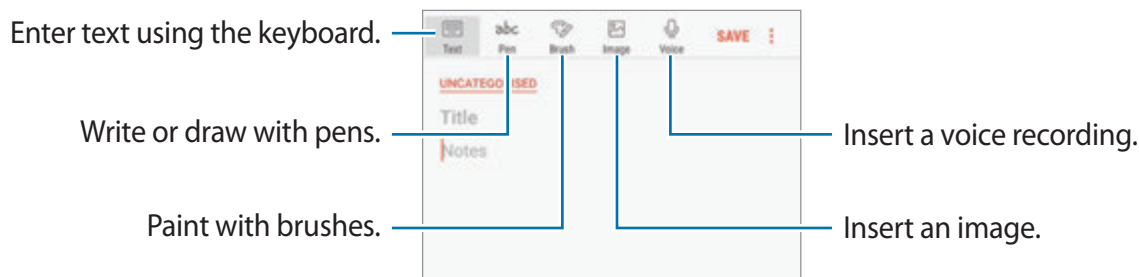 Enter text using the keyboard.
abc
SAVE
Text
Pen
Brush
Image
Voice
UNCATEGORISED
Title
Write or draw with pens.
Insert a voice recording.
Notes
Paint with brushes.
Insert an image.